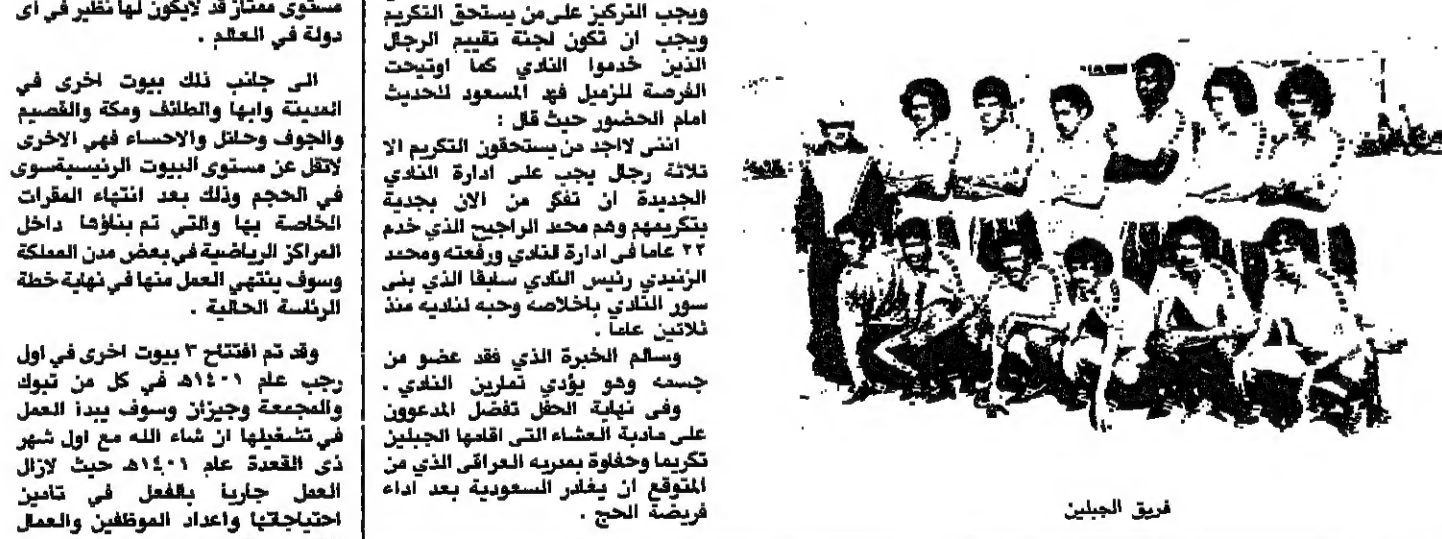 ويجب التركيز على من يستحق التكريم
ويجب ان تكون لجنة تقييم الرجال
الذين خدموا النادي كما اوتيحت
الفرصة للزميل فهد المسعود للحديث
امام الحضور حيث قال :
اننى لااجد من يستحقون التكريم الا
ثلاثة رجال يجب على ادارة النادي
الجديدة ان تفكر من الان بجدية
بتكريمهم وهم محمد الراجيح الذي خدم
٢٣ عاما فى ادارة النادي ورفعته ومحمد
الزنيدي رئيس النادي سابقا الذي بنى
سور النادي باخلاصه وحبه لناديه منذ
ثلاثين عاما .
وسالم الخبرة الذي فقد عضو من
جسمه وهو يؤدي تمارين النادي .
وفى نهاية الحفل تفضل المدعوون
على مادبة العشاء التى اقامها الجبلين
تكريما وحفاوة بمدربه العراقى الذي من
المتوقع ان يغادر السعودية بعد اداء
فريضة الحج .
مستوى ممتاز قد لايكون لها نظير في اى
دولة في العالم .
الى جانب ذلك بيوت اخرى في
المدينة وابها والطائف ومكة والقصيم
والجوف وحائل والاحساء فهي الاخرى
لاتقل عن مستوى البيوت الرئيسيةسوى
في الحجم وذلك بعد انتهاء المقرات
الخاصة بها والتي تم بناؤها داخل
المراكز الرياضية في بعض مدن المملكة
وسوف ينتهي العمل منها في نهاية خطة
الرئاسة الحالية .
وقد تم افتتاح ٣ بيوت اخرى في اول
رجب عام ١٤٠١هـ في كل من تبوك
والمجمعة وجيزان وسوف يبدا العمل
في تشغيلها ان شاء الله مع اول شهر
ذى القعدة عام ١٤٠١هـ حيث لازال
العمل جاريا بالفعل في تامين
احتياجاتها واعداد الموظفين والعمال
فريق الجبلين